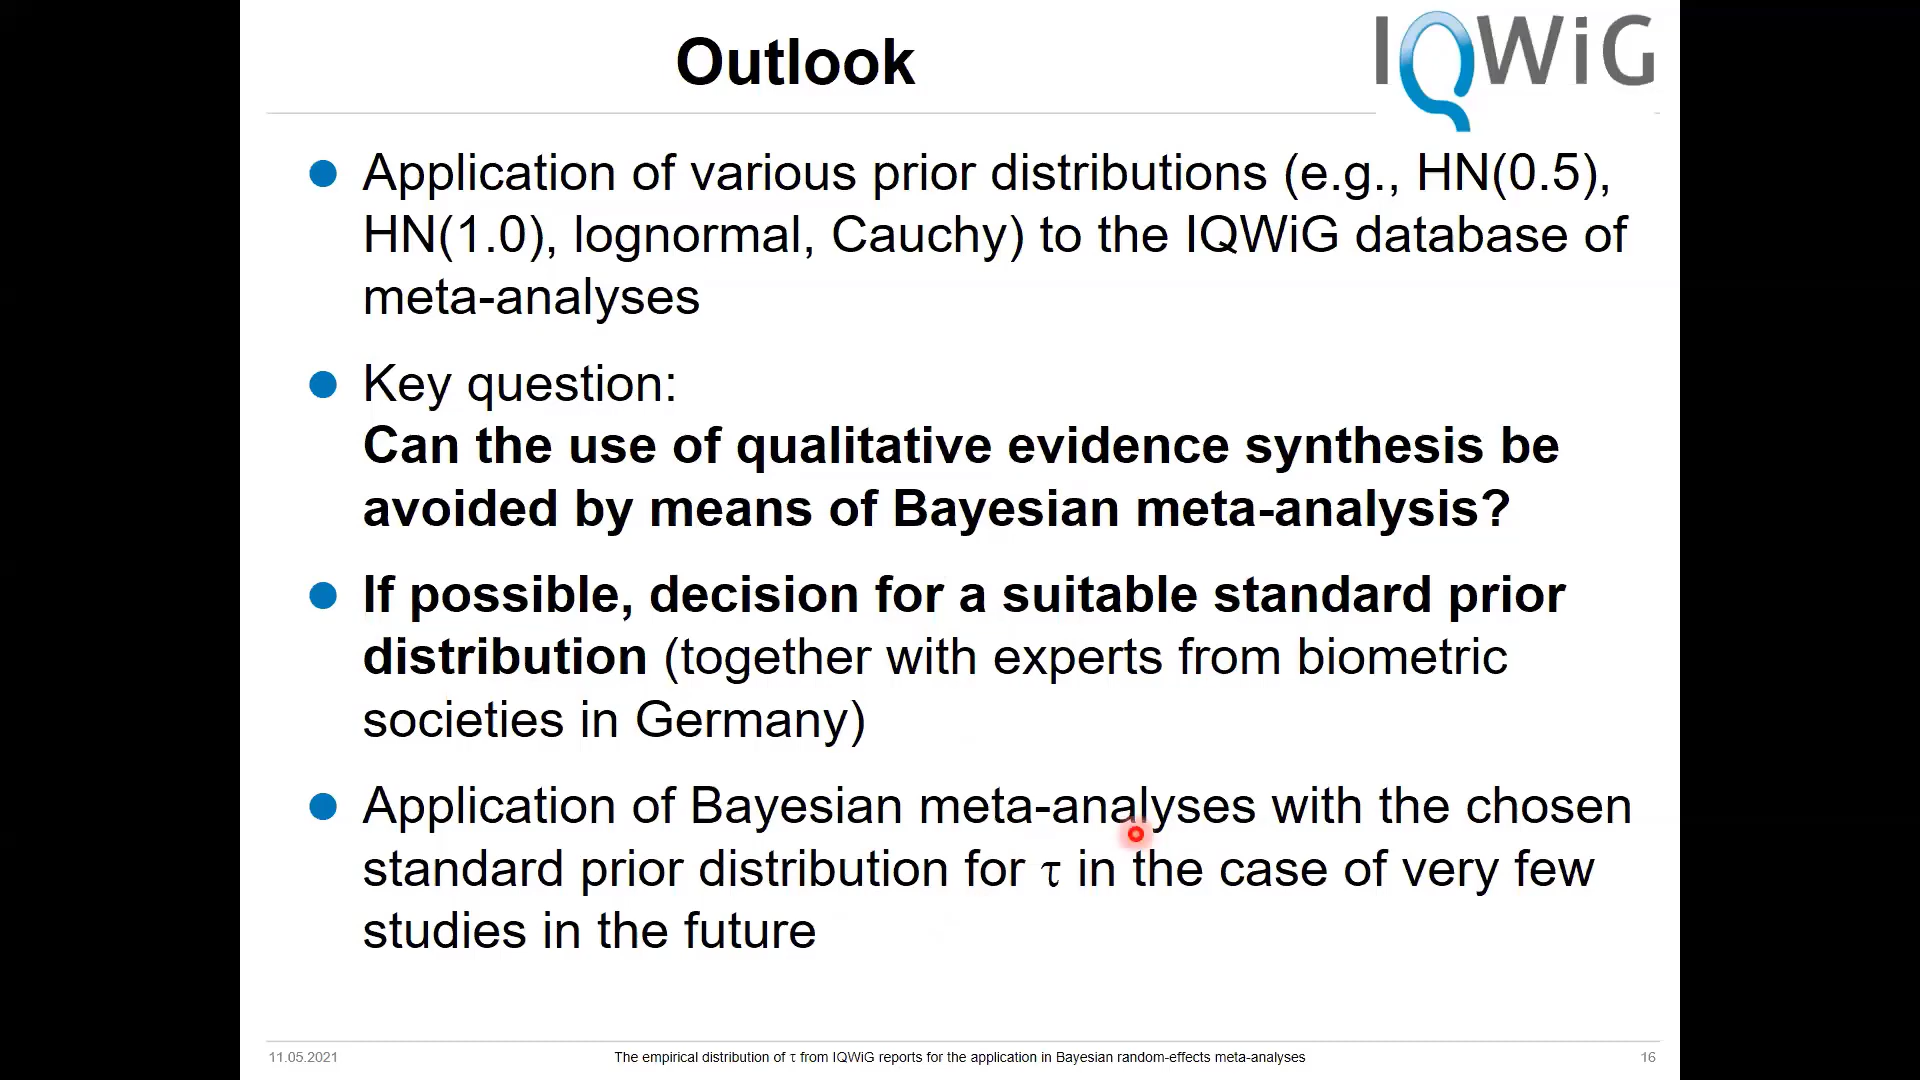 Outlook
IQWiG
Application of various prior distributions (e.g., HN(0.5),
HN(1.0), lognormal, Cauchy) to the IQWiG database of
meta-analyses
Key question:
Can the use of qualitative evidence synthesis be
avoided by means of Bayesian meta-analysis?
If possible, decision for a suitable standard prior
distribution (together with experts from biometric
societies in Germany)
Application of Bayesian meta-analyses with the chosen
standard prior distribution for τ in the case of very few
studies in the future
11.05.2021
The empirical distribution of τ from IQWiG reports for the application in Bayesian random-effects meta-analyses
16